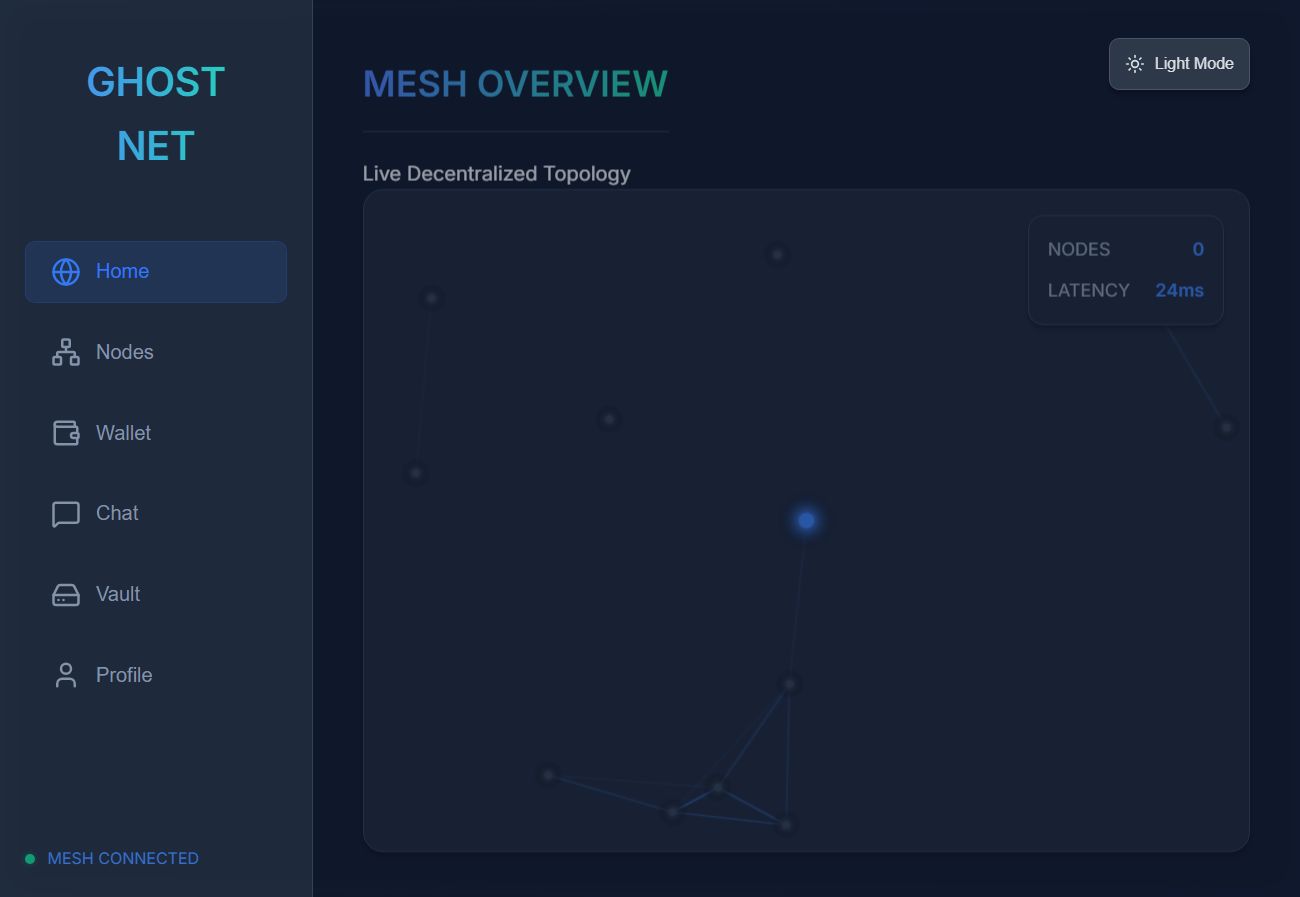 GHOST
NET
Home
Nodes
Wallet
Chat
Vault
Profile
MESH CONNECTED
MESH OVERVIEW
Light Mode
Live Decentralized Topology
NODES 0
LATENCY 24ms